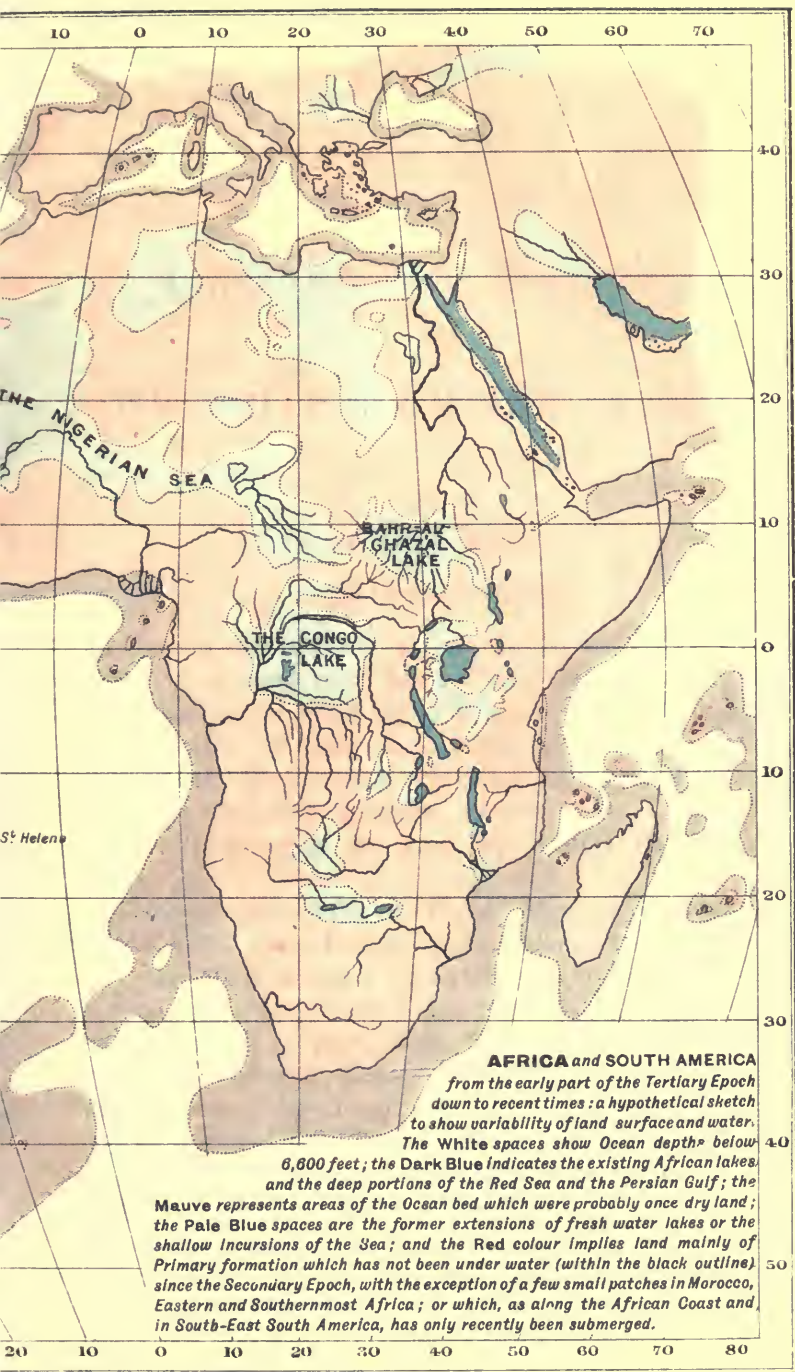 10 0 10 20 30 40 50 60 70
40
30
THE NIGERIAN SEA
20
BAHR-AL-
GHAZAL
LAKE
10
THE CONGO
LAKE
0
10
St. Helena
20
30
AFRICA and SOUTH AMERICA
from the early part of the Tertiary Epoch
down to recent times: a hypothetical sketch
to show variability of land surface and water.
The White spaces show Ocean depths below
40
6,600 feet; the Dark Blue indicates the existing African lakes
and the deep portions of the Red Sea and the Persian Gulf; the
Mauve represents areas of the Ocean bed which were probably once dry land;
the Pale Blue spaces are the former extensions of fresh water lakes or the
shallow Incursions of the Sea; and the Red colour implies land mainly of
Primary formation which has not been under water (within the black outline)
50
since the Secondary Epoch, with the exception of a few small patches in Morocco,
Eastern and Southernmost Africa; or which, as along the African Coast and
in South-East South America, has only recently been submerged.
20 10 0 10 20 30 40 50 60 70 80